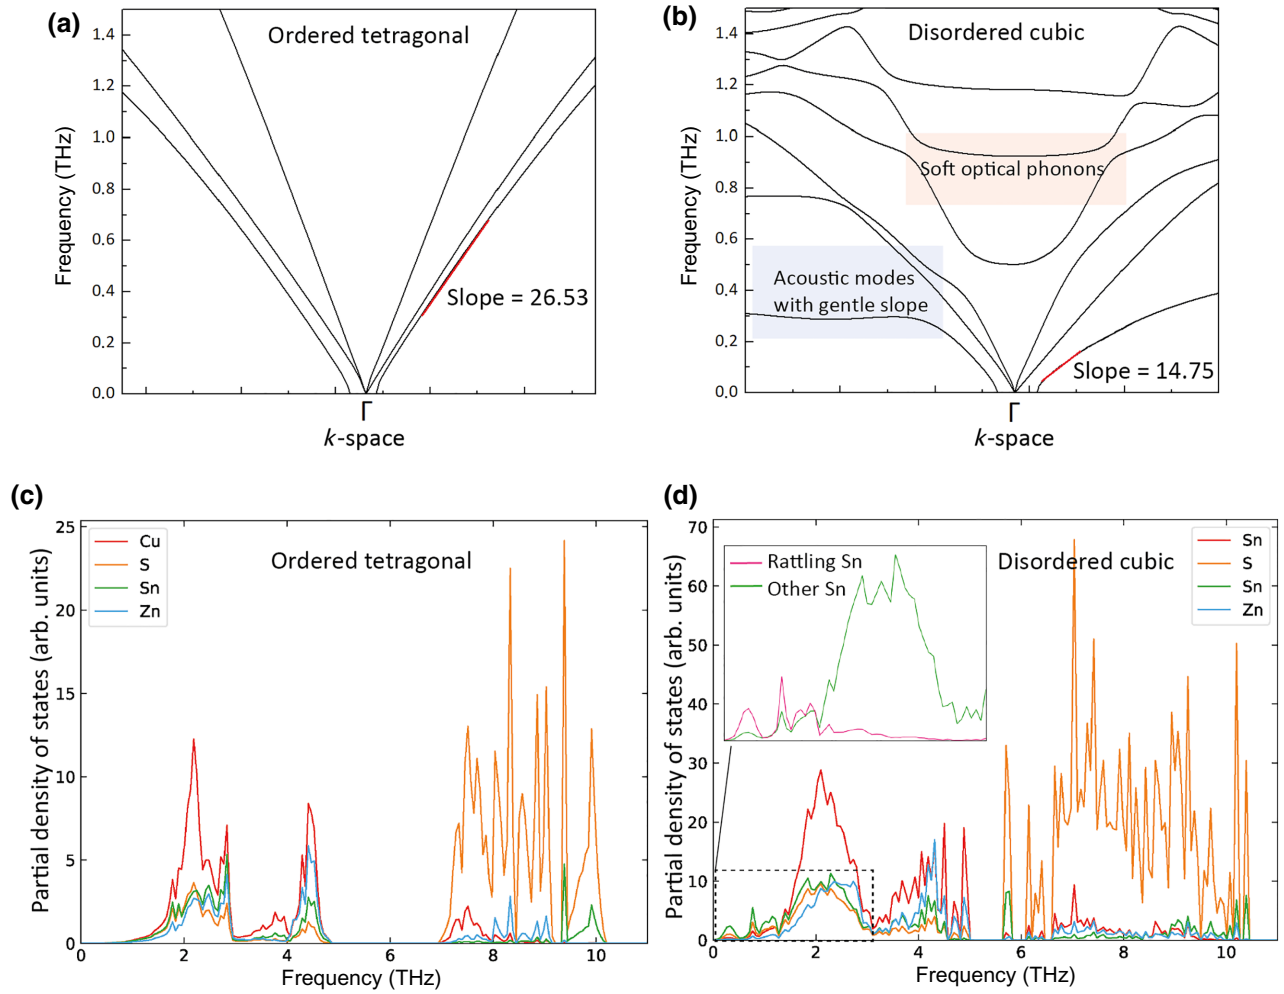 (a)
Ordered tetragonal
1.4
1.2
1.0
0.8
0.6
0.4
0.2
0.0
Frequency (THz)
Slope = 26.53
Γ
k-space
(b)
Disordered cubic
1.4
1.2
1.0
0.8
0.6
0.4
0.2
0.0
Frequency (THz)
Soft optical phonons
Acoustic modes
with gentle slope
Slope = 14.75
Γ
k-space
(c)
Ordered tetragonal
Cu
S
Sn
Zn
25
20
15
10
5
0
Partial density of states (arb. units)
0 2 4 6 8 10
Frequency (THz)
(d)
Disordered cubic
Rattling Sn
Other Sn
Sn
S
Sn
Zn
70
60
50
40
30
20
10
0
Partial density of states (arb. units)
0 2 4 6 8 10
Frequency (THz)